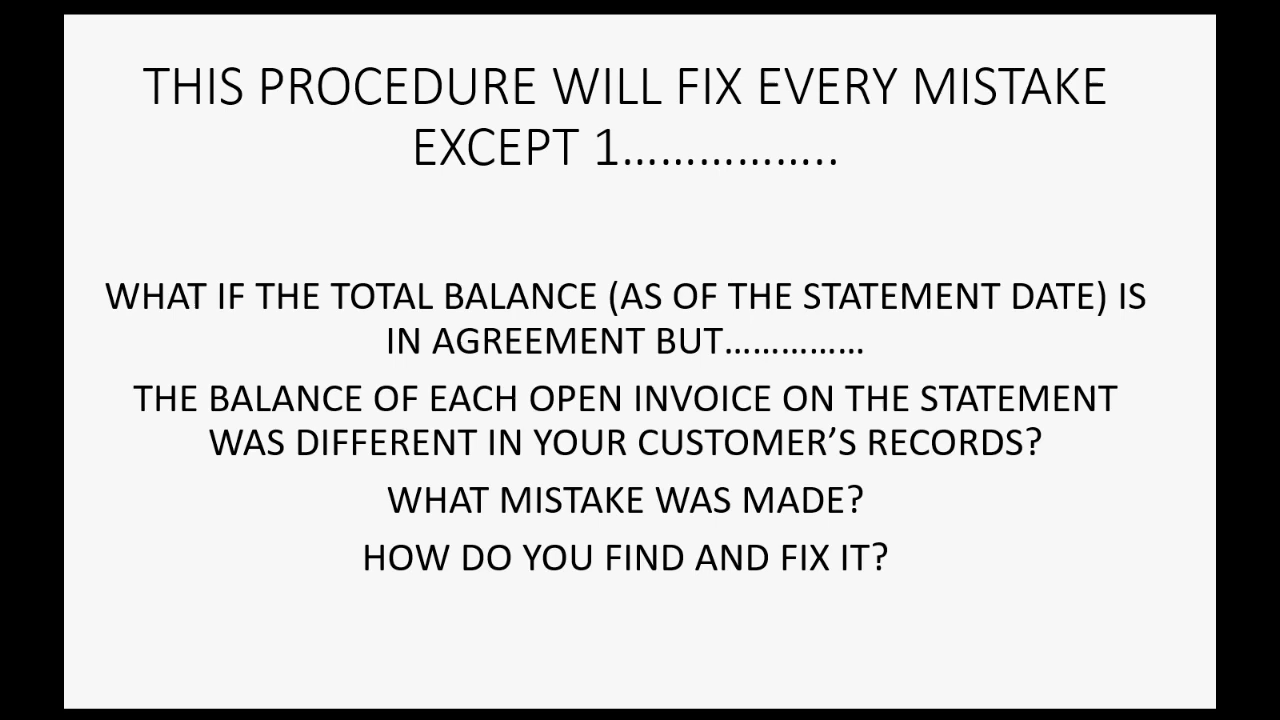 THIS PROCEDURE WILL FIX EVERY MISTAKE
EXCEPT 1……………..
WHAT IF THE TOTAL BALANCE (AS OF THE STATEMENT DATE) IS
IN AGREEMENT BUT……………
THE BALANCE OF EACH OPEN INVOICE ON THE STATEMENT
WAS DIFFERENT IN YOUR CUSTOMER’S RECORDS?
WHAT MISTAKE WAS MADE?
HOW DO YOU FIND AND FIX IT?